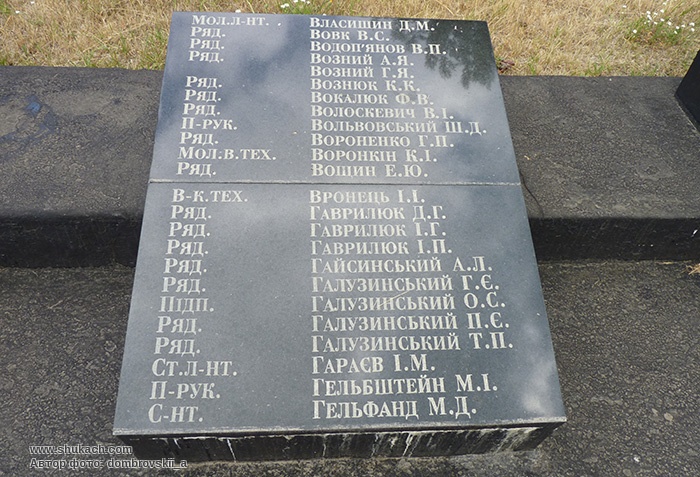 Мол.л-нт. Власишин Д.М.
Ряд. Вовк В.С.
Ряд. Водоп'янов В.П.
Ряд. Возний А.Я.
Возний Г.Я.
Ряд. Вознюк К.К.
Ряд. Вокалюк Ф.В.
Ряд. Волоскевич В.І.
П-рук. Вольвовський Ш.Д.
Ряд. Вороненко Г.П.
Мол.в.тех. Воронкін К.І.
Ряд. Вощин Е.Ю.
В-к.тех. Вронець І.І.
Ряд. Гаврилюк Д.Г.
Ряд. Гаврилюк І.Г.
Ряд. Гаврилюк І.П.
Ряд. Гайсинський А.Л.
Ряд. Галузинський Г.Є.
Підп. Галузинський О.С.
Ряд. Галузинський П.Є.
Ряд. Галузинський Т.П.
Ст.л-нт. Гараєв І.М.
П-рук. Гельбштейн М.І.
С-нт. Гельфанд М.Д.
www.shukach.com
Автор фото: dombrovskii_a